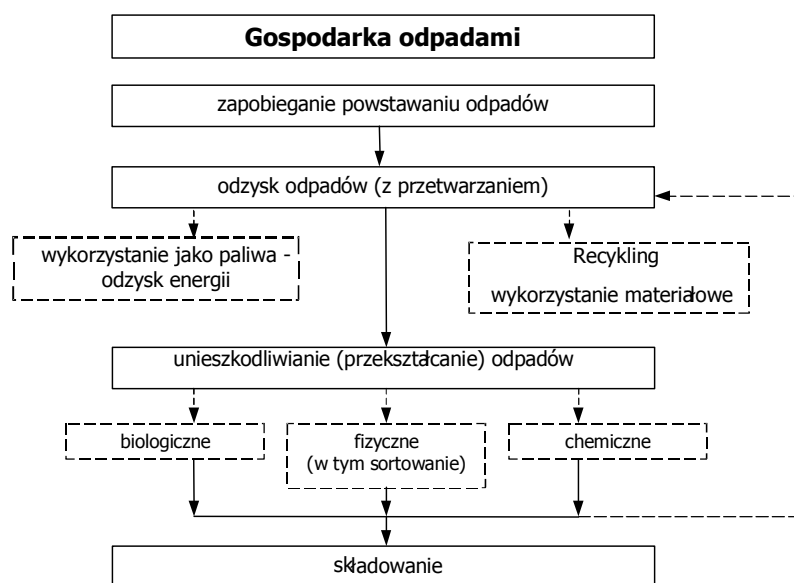 Gospodarka odpadami
zapobieganie powstawaniu odpadów
odzysk odpadów (z przetwarzaniem)
wykorzystanie jako paliwa -
odzysk energii
Recykling
wykorzystanie materiałowe
unieszkodliwianie (przekształcanie) odpadów
biologiczne
fizyczne
(w tym sortowanie)
chemiczne
składowanie